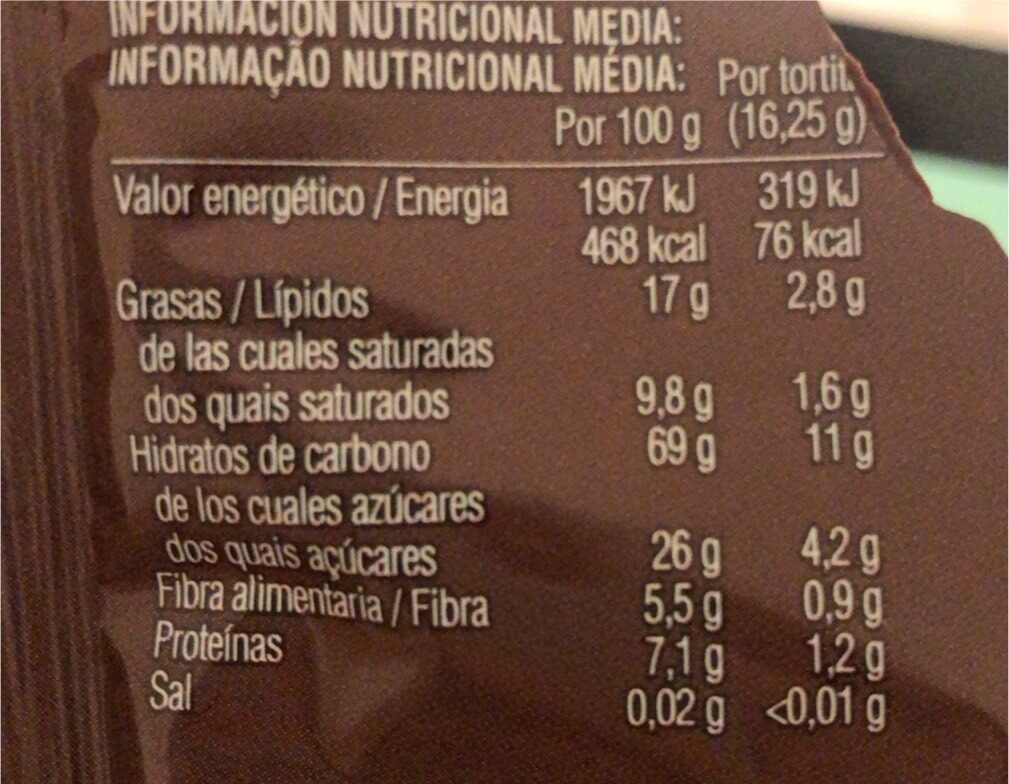 INFORMACIÓN NUTRICIONAL MEDIA:
INFORMAÇÃO NUTRICIONAL MÉDIA: Por tortit
Por 100 g (16,25 g)
Valor energético / Energia 1967 kJ 319 kJ
468 kcal 76 kcal
Grasas / Lípidos 17 g 2,8 g
de las cuales saturadas
dos quais saturados 9,8 g 1,6 g
Hidratos de carbono 69 g 11 g
de los cuales azúcares
dos quais açúcares 26 g 4,2 g
Fibra alimentaria / Fibra 5,5 g 0,9 g
Proteínas 7,1 g 1,2 g
Sal 0,02 g <0,01 g